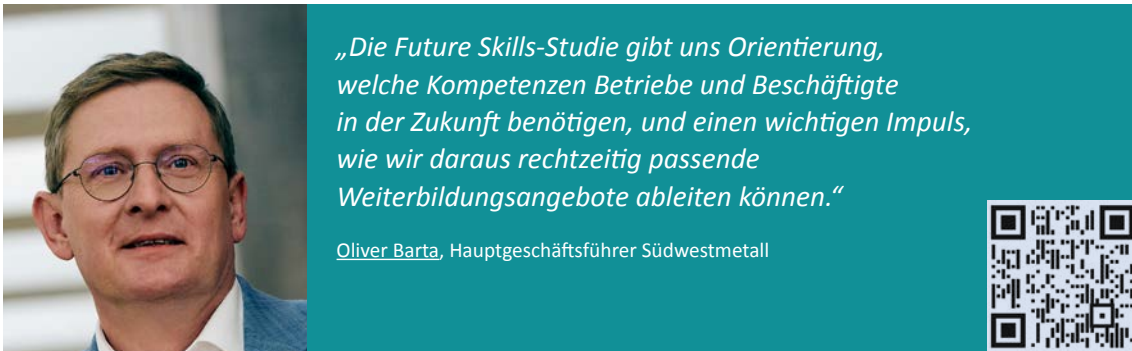 „Die Future Skills-Studie gibt uns Orientierung,
welche Kompetenzen Betriebe und Beschäftigte
in der Zukunft benötigen, und einen wichtigen Impuls,
wie wir daraus rechtzeitig passende
Weiterbildungsangebote ableiten können.“
Oliver Barta, Hauptgeschäftsführer Südwestmetall